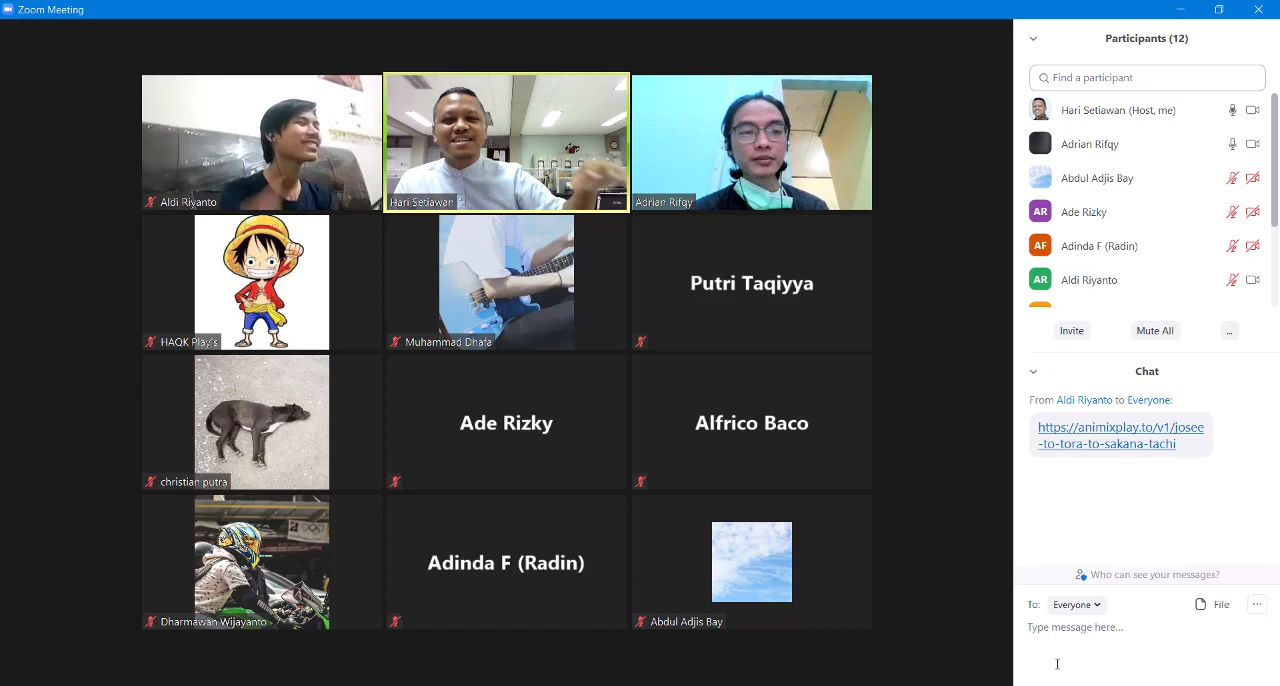 Zoom Meeting
Aldi Riyanto
Hari Setiawan
Adrian Rifqy
HAQK Play's
Muhammad Dhafa
Putri Taqiyya
christian putra
Ade Rizky
Alfrico Baco
Dharmawan Wijayanto
Adinda F (Radin)
Abdul Adjis Bay
Participants (12)
Find a participant
Hari Setiawan (Host, me)
Adrian Rifqy
Abdul Adjis Bay
AR Ade Rizky
AF Adinda F (Radin)
AR Aldi Riyanto
Invite Mute All ...
Chat
From Aldi Riyanto to Everyone:
https://animixplay.to/v1/josee
-to-tora-to-sakana-tachi
Who can see your messages?
To: Everyone File ...
Type message here...